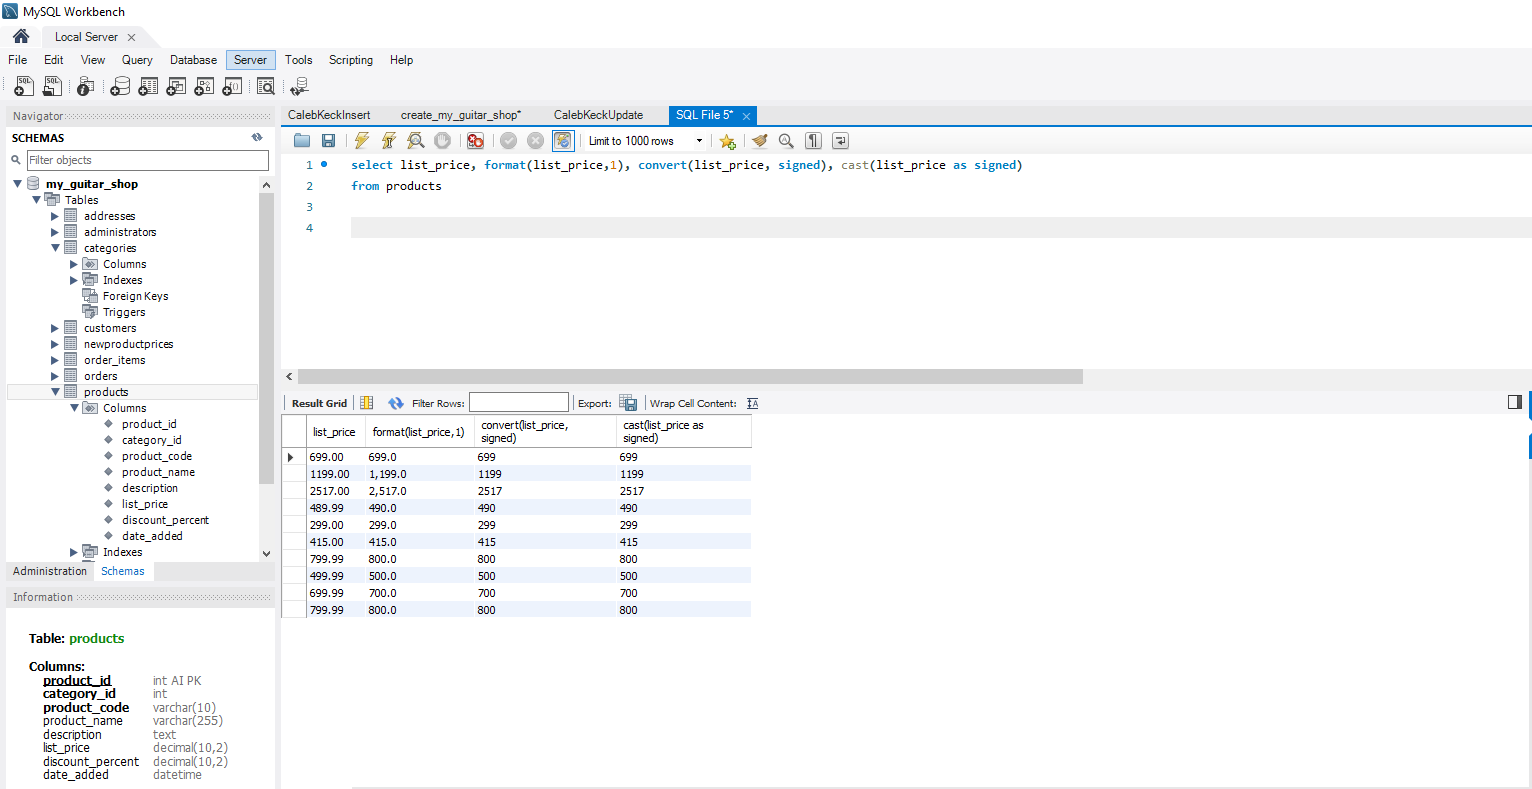 MySQL Workbench
Local Server
File Edit View Query Database Server Tools Scripting Help
Navigator
SCHEMAS
Filter objects
my_guitar_shop
Tables
addresses
administrators
categories
Columns
Indexes
Foreign Keys
Triggers
customers
newproductprices
order_items
orders
products
Columns
product_id
category_id
product_code
product_name
description
list_price
discount_percent
date_added
Indexes
Administration Schemas
Information
Table: products
Columns:
product_id int AI PK
category_id int
product_code varchar(10)
product_name varchar(255)
description text
list_price decimal(10,2)
discount_percent decimal(10,2)
date_added datetime
CalebKeckInsert create_my_guitar_shop* CalebKeckUpdate SQL File 5*
Limit to 1000 rows
1 select list_price, format(list_price,1), convert(list_price, signed), cast(list_price as signed)
2 from products
3
4
Result Grid Filter Rows: Export: Wrap Cell Content:
list_price format(list_price,1) convert(list_price, signed) cast(list_price as signed)
699.00 699.0 699 699
1199.00 1,199.0 1199 1199
2517.00 2,517.0 2517 2517
489.99 490.0 490 490
299.00 299.0 299 299
415.00 415.0 415 415
799.99 800.0 800 800
499.99 500.0 500 500
699.99 700.0 700 700
799.99 800.0 800 800